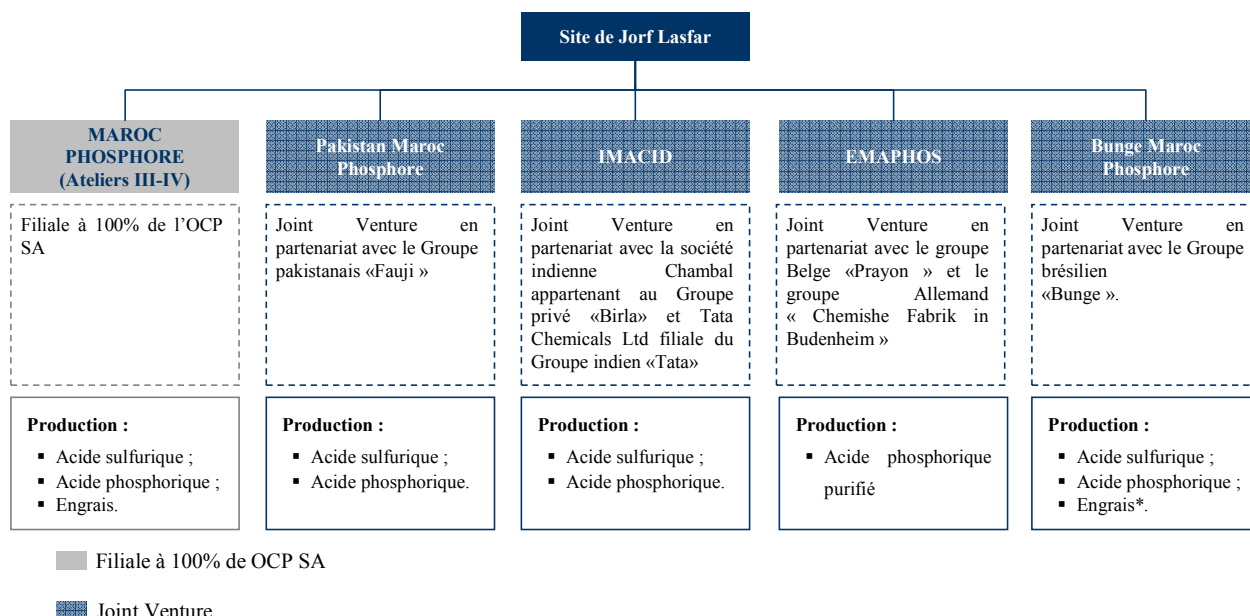 Site de Jorf Lasfar
MAROC
PHOSPHORE
(Ateliers III-IV)
Pakistan Maroc
Phosphore
IMACID
EMAPHOS
Bunge Maroc
Phosphore
Filiale à 100% de l’OCP
SA
Joint Venture en
partenariat avec le Groupe
pakistanais «Fauji »
Joint Venture en
partenariat avec la société
indienne Chambal
appartenant au Groupe
privé «Birla» et Tata
Chemicals Ltd filiale du
Groupe indien «Tata»
Joint Venture en
partenariat avec le groupe
Belge «Prayon » et le
groupe Allemand
« Chemishe Fabrik in
Budenheim »
Joint Venture en
partenariat avec le Groupe
brésilien
«Bunge ».
Production :
▪ Acide sulfurique ;
▪ Acide phosphorique ;
▪ Engrais.
Production :
▪ Acide sulfurique ;
▪ Acide phosphorique.
Production :
▪ Acide sulfurique ;
▪ Acide phosphorique.
Production :
▪ Acide phosphorique
purifié
Production :
▪ Acide sulfurique ;
▪ Acide phosphorique ;
▪ Engrais*.
Filiale à 100% de OCP SA
Joint Venture